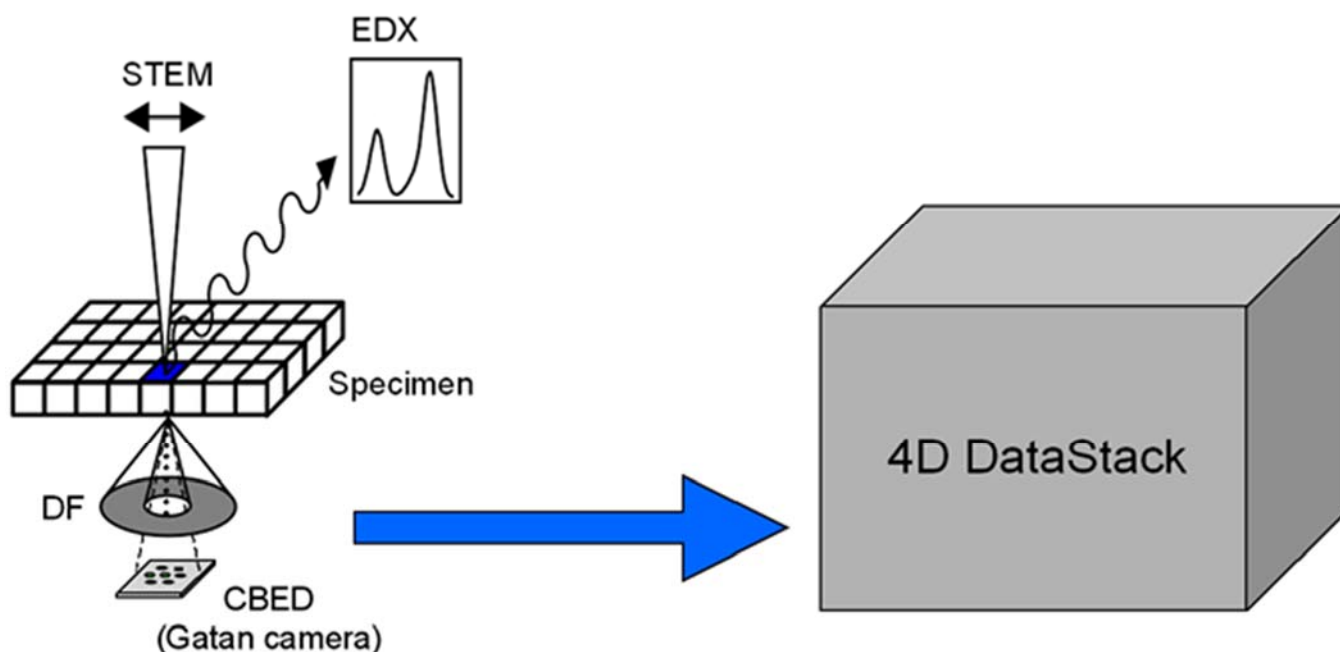 EDX
STEM
Specimen
4D DataStack
DF
CBED
(Gatan camera)